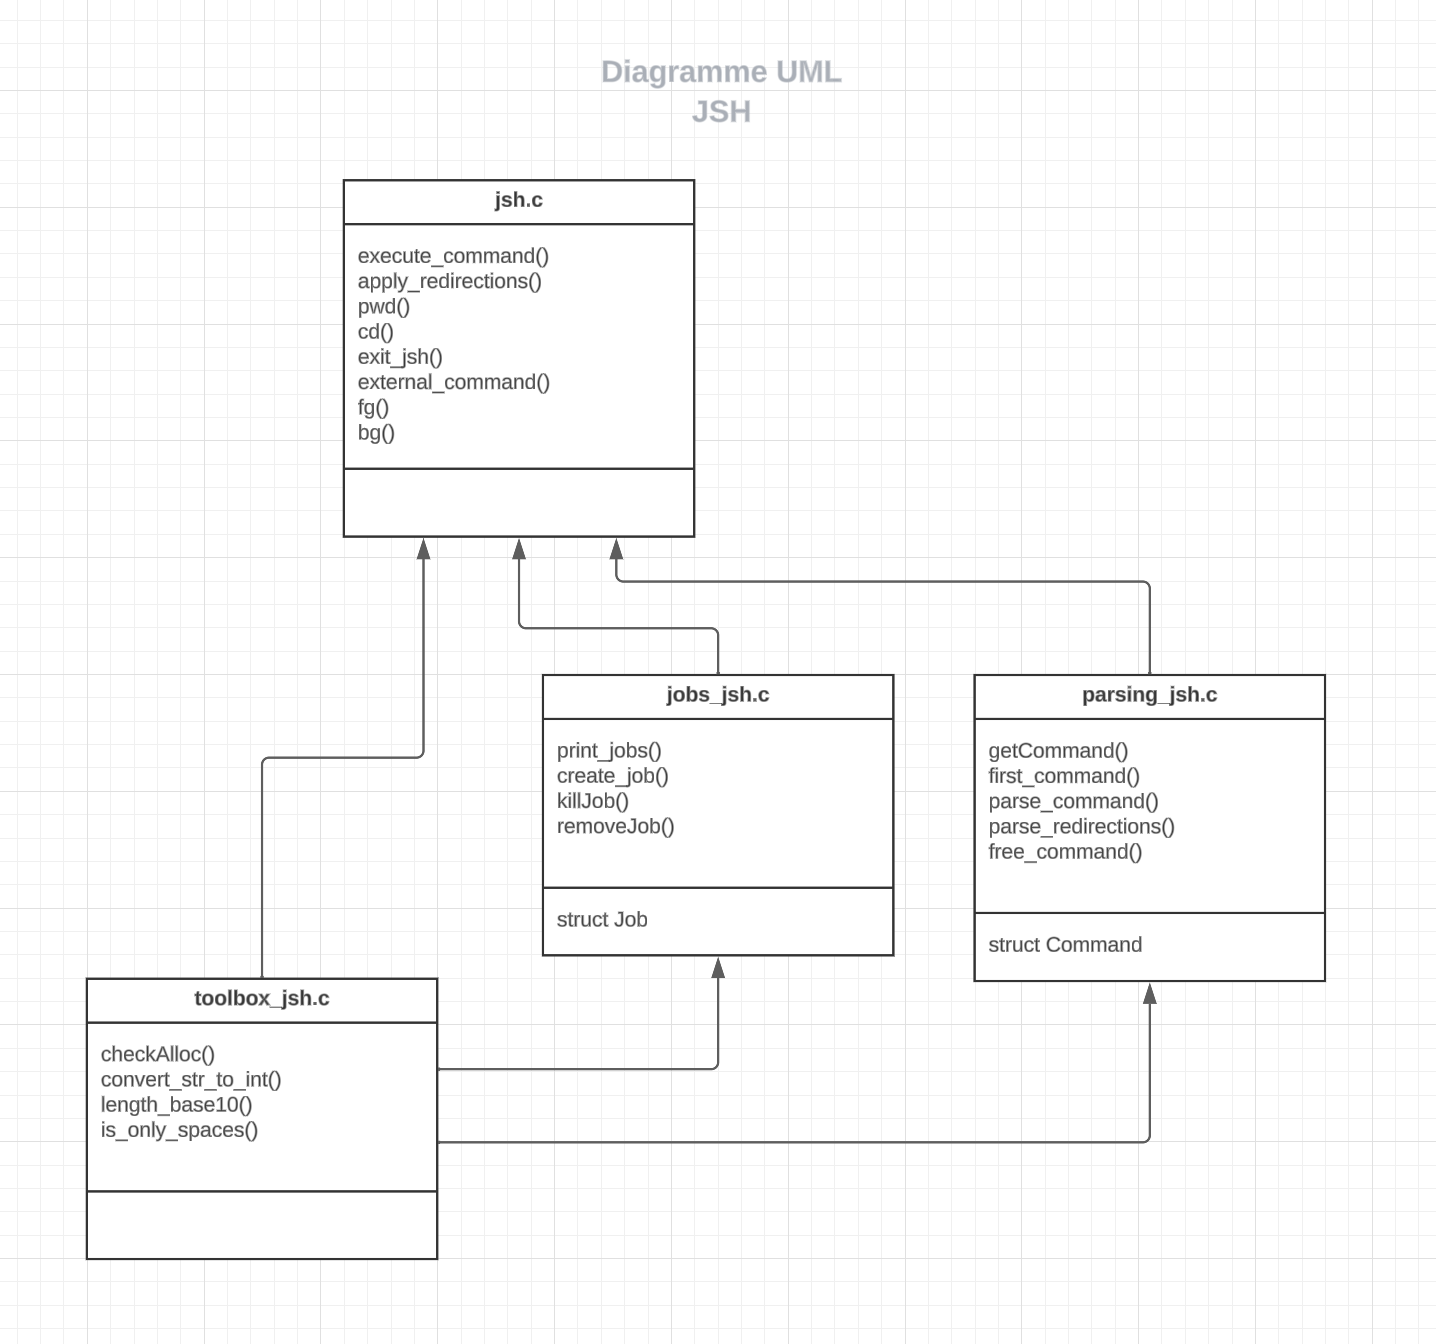 Diagramme UML
JSH
jsh.c
execute_command()
apply_redirections()
pwd()
cd()
exit_jsh()
external_command()
fg()
bg()
jobs_jsh.c
print_jobs()
create_job()
killJob()
removeJob()
struct Job
parsing_jsh.c
getCommand()
first_command()
parse_command()
parse_redirections()
free_command()
struct Command
toolbox_jsh.c
checkAlloc()
convert_str_to_int()
length_base10()
is_only_spaces()